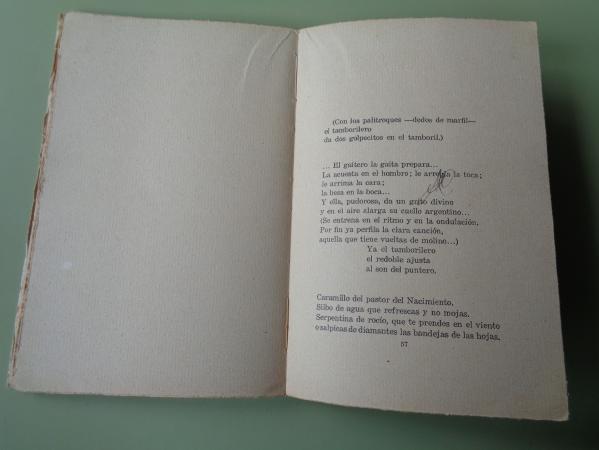 (Con los palitroques —dedos de marfil—
el tamborilero
da dos golpecitos en el tamboril.)
... El gaitero la gaita prepara...
La acuesta en el hombro; le arregla la toca;
le arrima la cara;
la besa en la boca...
Y ella, pudorosa, da un grito divino
y en el aire alarga su cuello argentino...
(Se entrena en el ritmo y en la ondulación.
Por fin ya perfila la clara canción,
aquella que tiene vueltas de molino...)
Ya el tamborilero
el redoble ajusta
al son del puntero.
Caramillo del pastor del Nacimiento,
Silbo de agua que refrescas y no mojas.
Serpentina de rocío, que te prendes en el viento
o salpicas de diamantes las bandejas de las hojas.
57